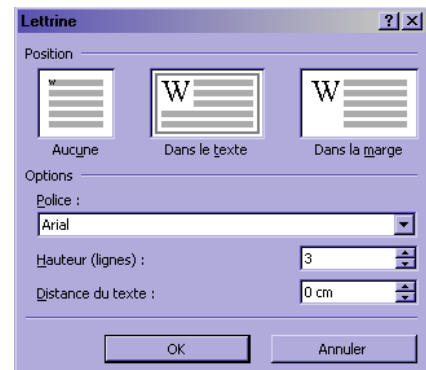 Lettrine ? ×
Position
W W W
Aucune Dans le texte Dans la marge
Options
Police :
Arial
Hauteur (lignes) : 3
Distance du texte : 0 cm
OK Annuler